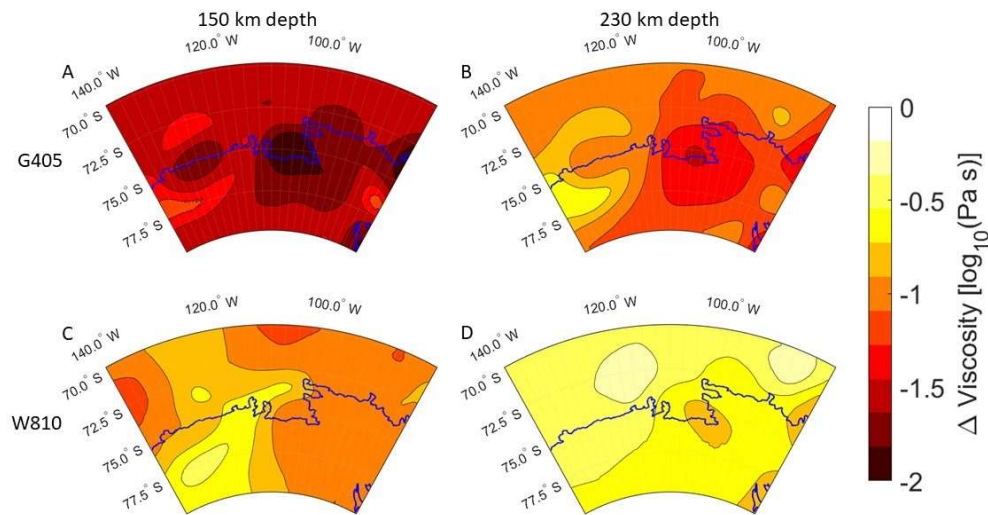 150 km depth
230 km depth
A
140.0° W
120.0° W
100.0° W
70.0° S
72.5° S
75.0° S
77.5° S
G405
B
140.0° W
120.0° W
100.0° W
70.0° S
72.5° S
75.0° S
77.5° S
C
140.0° W
120.0° W
100.0° W
70.0° S
72.5° S
75.0° S
77.5° S
W810
D
140.0° W
120.0° W
100.0° W
70.0° S
72.5° S
75.0° S
77.5° S
0
-0.5
-1
-1.5
-2
Δ Viscosity [log₁₀(Pa s)]